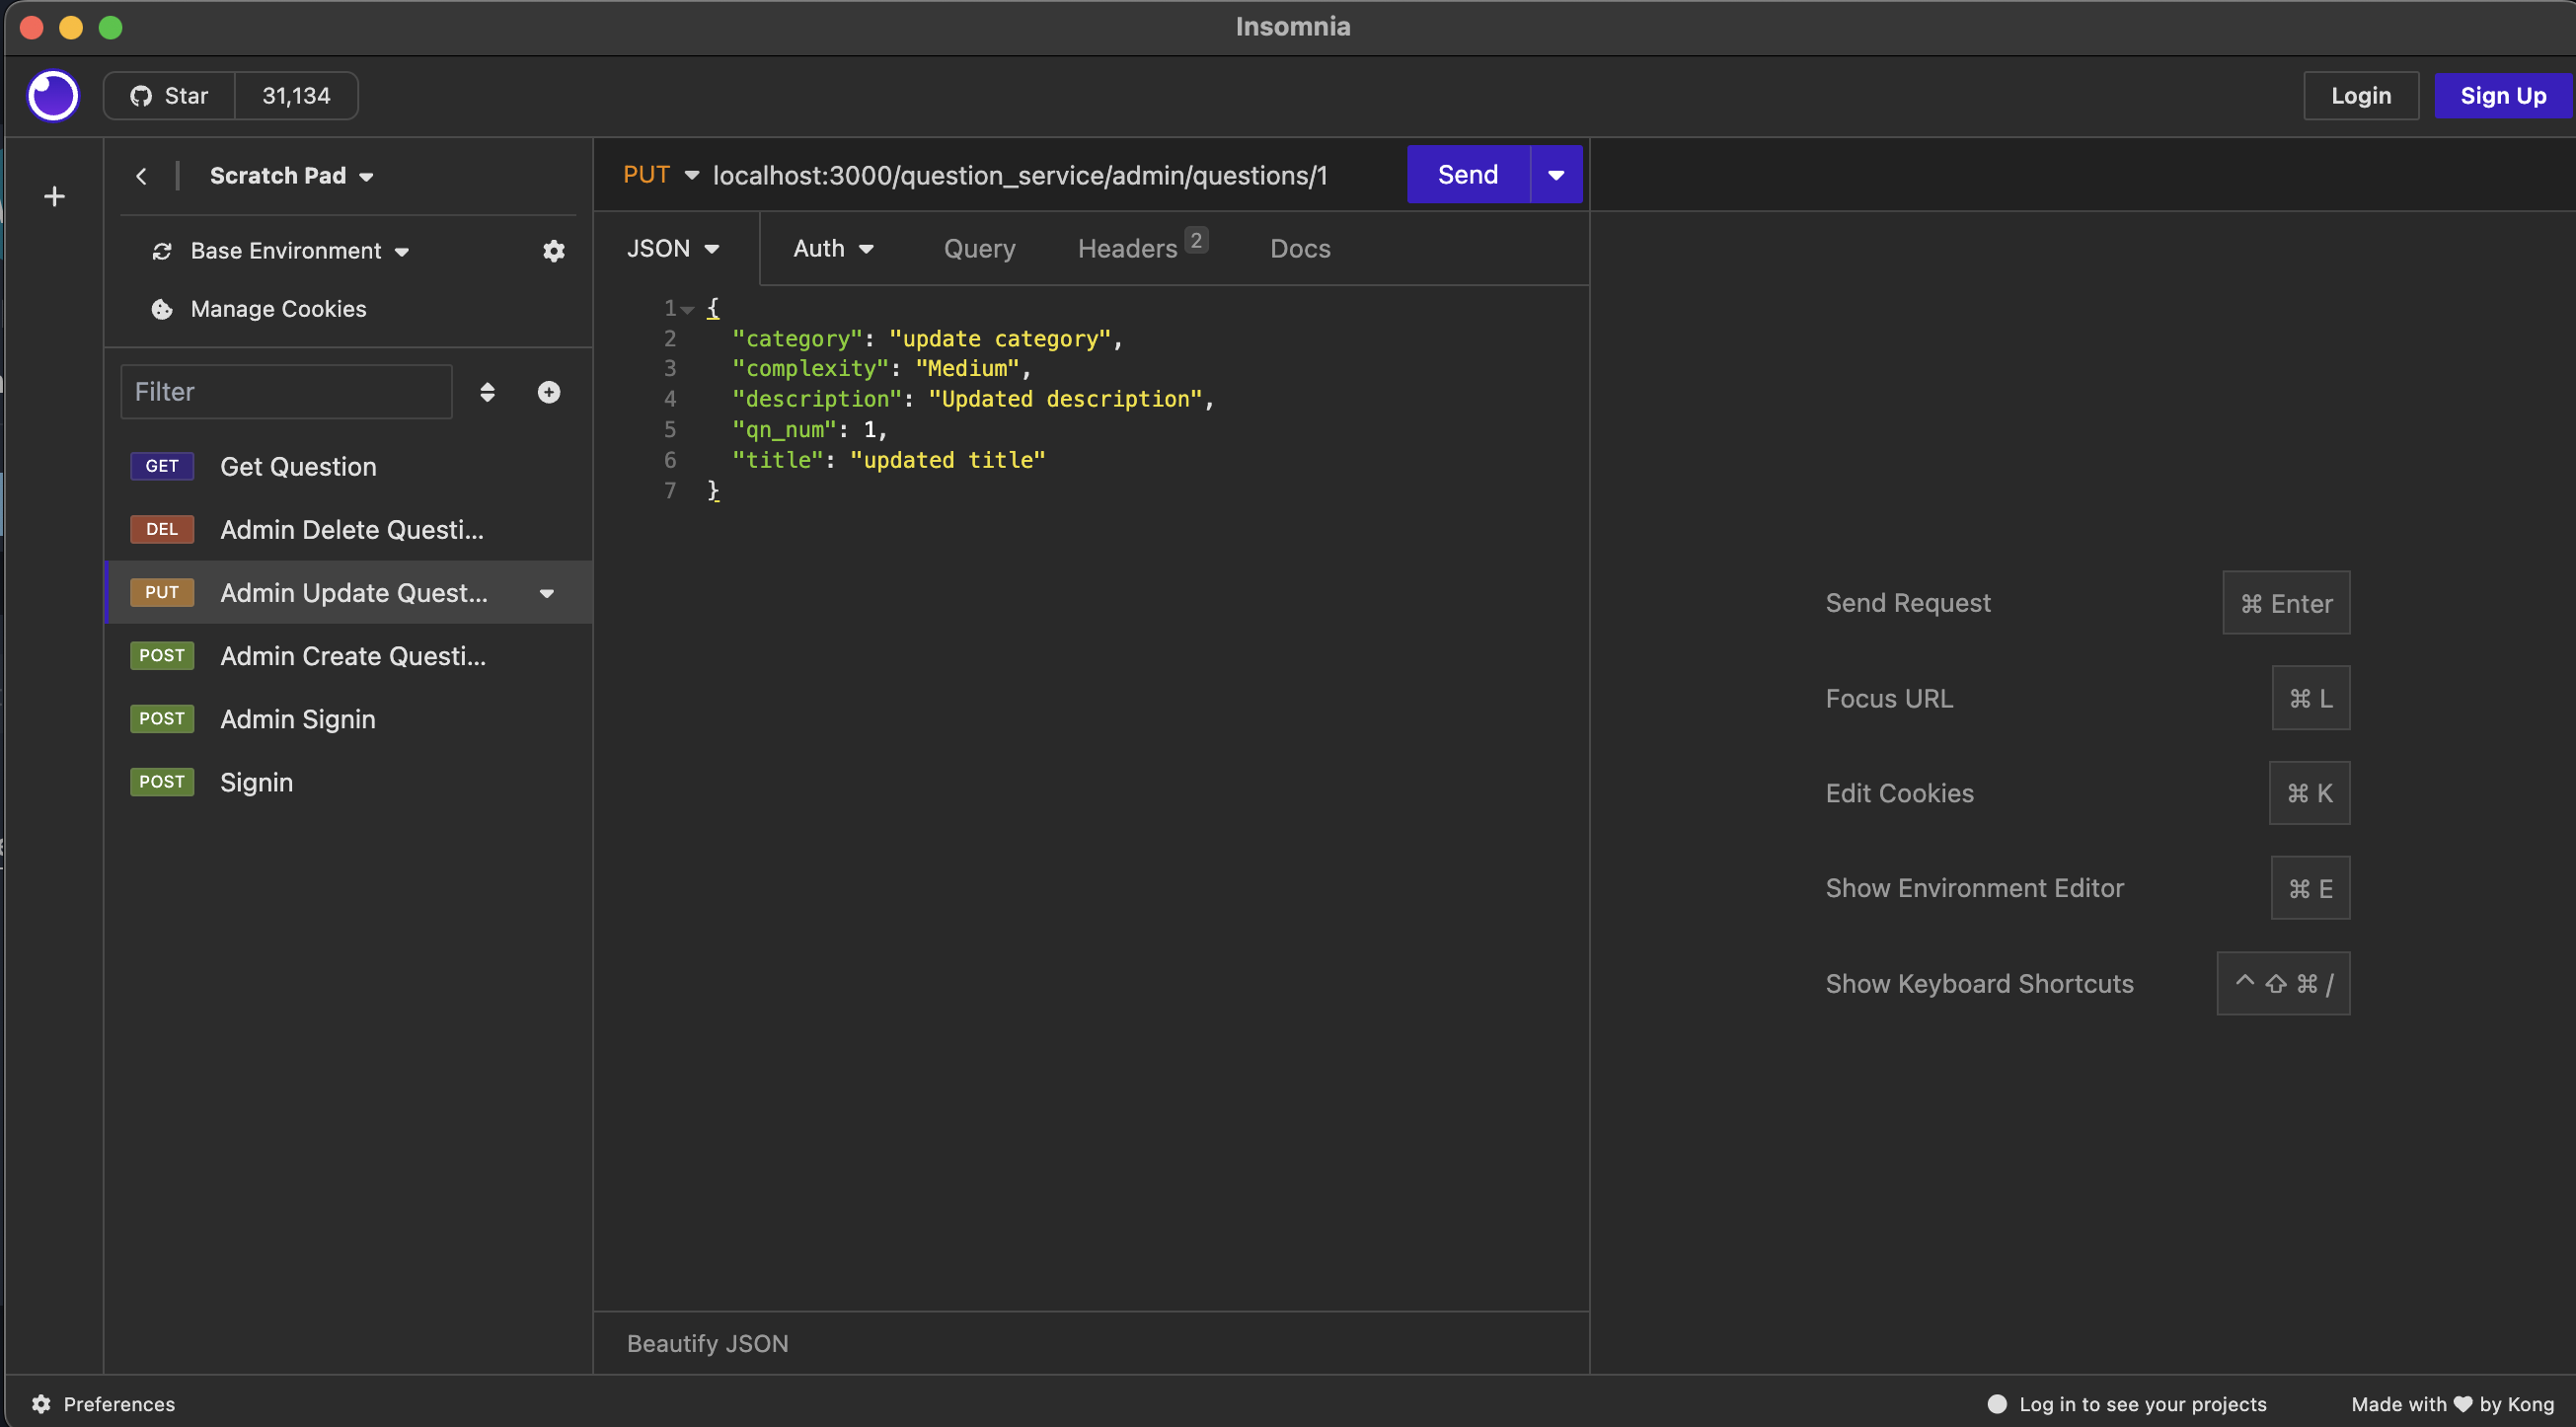 Insomnia
Star 31,134
Login Sign Up
Scratch Pad
Base Environment
Manage Cookies
Filter
GET Get Question
DEL Admin Delete Questi...
PUT Admin Update Quest...
POST Admin Create Questi...
POST Admin Signin
POST Signin
PUT localhost:3000/question_service/admin/questions/1 Send
JSON Auth Query Headers 2 Docs
1 {
2 "category": "update category",
3 "complexity": "Medium",
4 "description": "Updated description",
5 "qn_num": 1,
6 "title": "updated title"
7 }
Beautify JSON
Send Request ⌘ Enter
Focus URL ⌘ L
Edit Cookies ⌘ K
Show Environment Editor ⌘ E
Show Keyboard Shortcuts ⌃ ⇧ ⌘ /
Preferences
Log in to see your projects
Made with ♥ by Kong